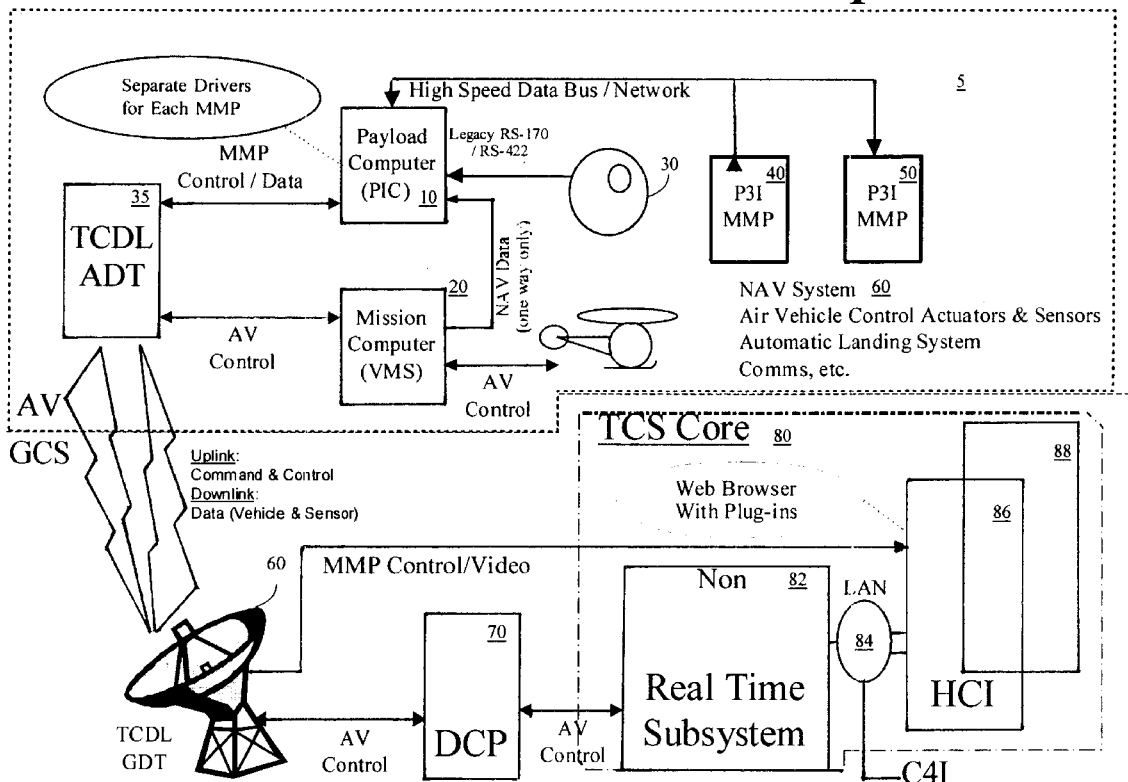 Separate Drivers
for Each MMP
High Speed Data Bus / Network
5
Payload
Computer
(PIC)
10
Legacy RS-170
/ RS-422
30
MMP
Control / Data
35
TCDL
ADT
40
P3I
MMP
50
P3I
MMP
NAV Data
(one way only)
20
Mission
Computer
(VMS)
AV
Control
AV
Control
NAV System 60
Air Vehicle Control Actuators & Sensors
Automatic Landing System
Comms, etc.
AV
GCS
Uplink:
Command & Control
Downlink:
Data (Vehicle & Sensor)
TCS Core 80
Web Browser
With Plug-ins
88
86
HCI
60
MMP Control/Video
Non
82
Real Time
Subsystem
LAN
84
70
DCP
TCDL
GDT
AV
Control
AV
Control
C4I